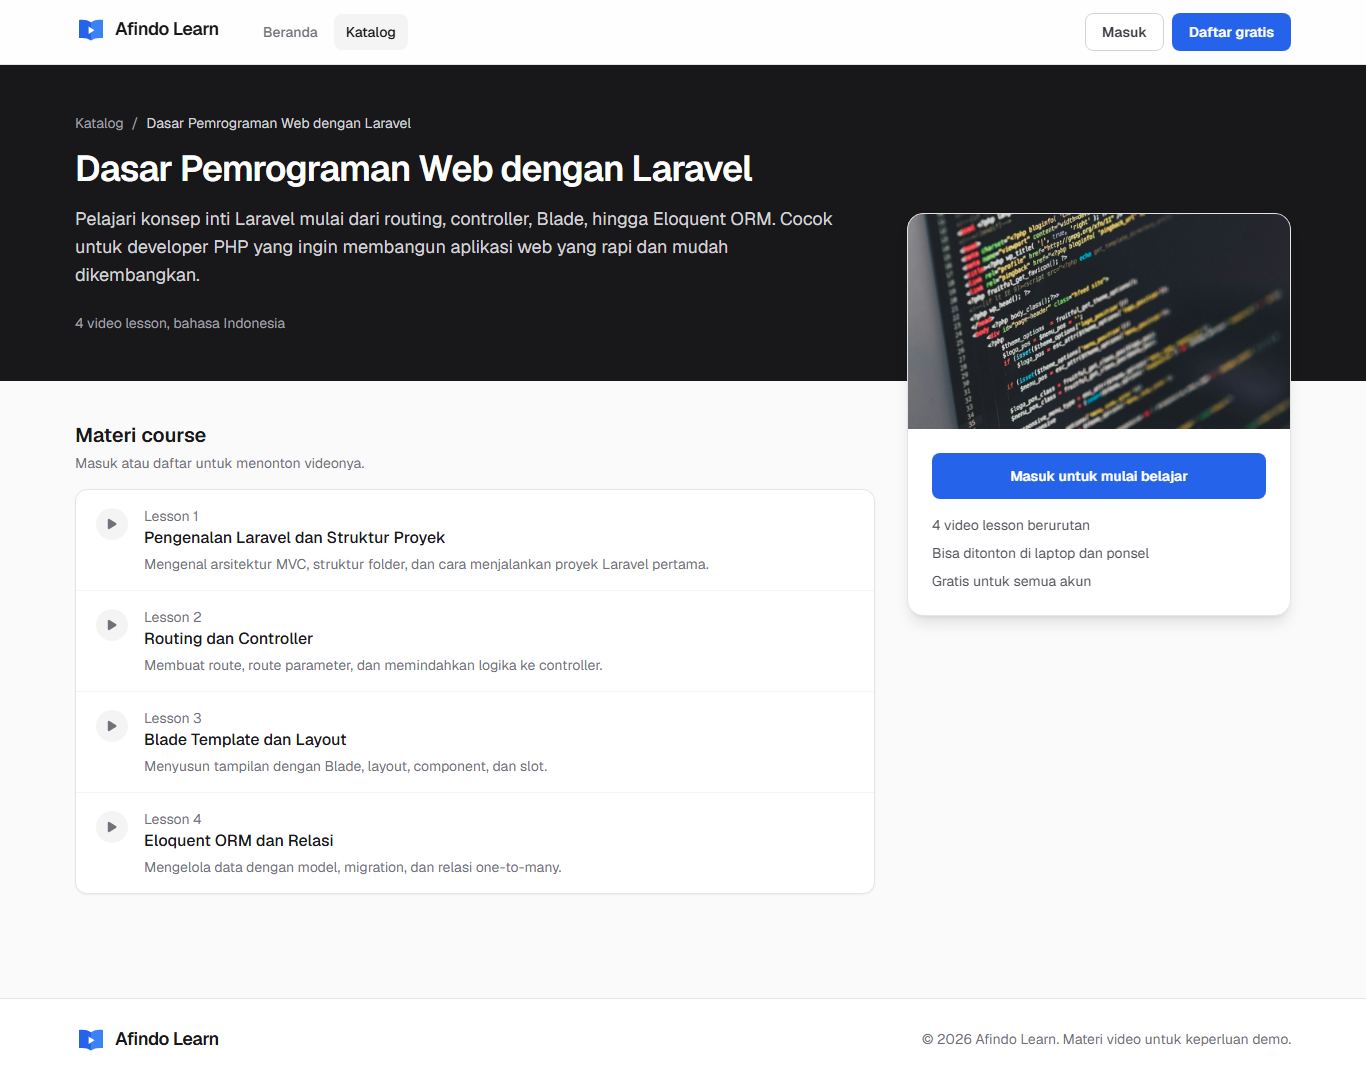 Afindo Learn
Beranda
Katalog
Masuk
Daftar gratis
Katalog / Dasar Pemrograman Web dengan Laravel
Dasar Pemrograman Web dengan Laravel
Pelajari konsep inti Laravel mulai dari routing, controller, Blade, hingga Eloquent ORM. Cocok
untuk developer PHP yang ingin membangun aplikasi web yang rapi dan mudah
dikembangkan.
4 video lesson, bahasa Indonesia
Masuk untuk mulai belajar
4 video lesson berurutan
Bisa ditonton di laptop dan ponsel
Gratis untuk semua akun
Materi course
Masuk atau daftar untuk menonton videonya.
Lesson 1
Pengenalan Laravel dan Struktur Proyek
Mengenal arsitektur MVC, struktur folder, dan cara menjalankan proyek Laravel pertama.
Lesson 2
Routing dan Controller
Membuat route, route parameter, dan memindahkan logika ke controller.
Lesson 3
Blade Template dan Layout
Menyusun tampilan dengan Blade, layout, component, dan slot.
Lesson 4
Eloquent ORM dan Relasi
Mengelola data dengan model, migration, dan relasi one-to-many.
Afindo Learn
© 2026 Afindo Learn. Materi video untuk keperluan demo.